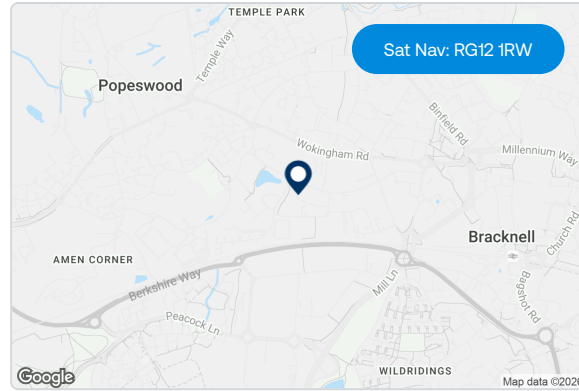 TEMPLE PARK
Sat Nav: RG12 1RW
Temple Way
Popeswood
Binfield Rd
Wokingham Rd
Millennium Way
Bracknell
Church Rd
AMEN CORNER
Berkshire Way
Mill Ln
Bagshot Rd
Peacock Ln
WILDRIDINGS
Google
Map data ©2026